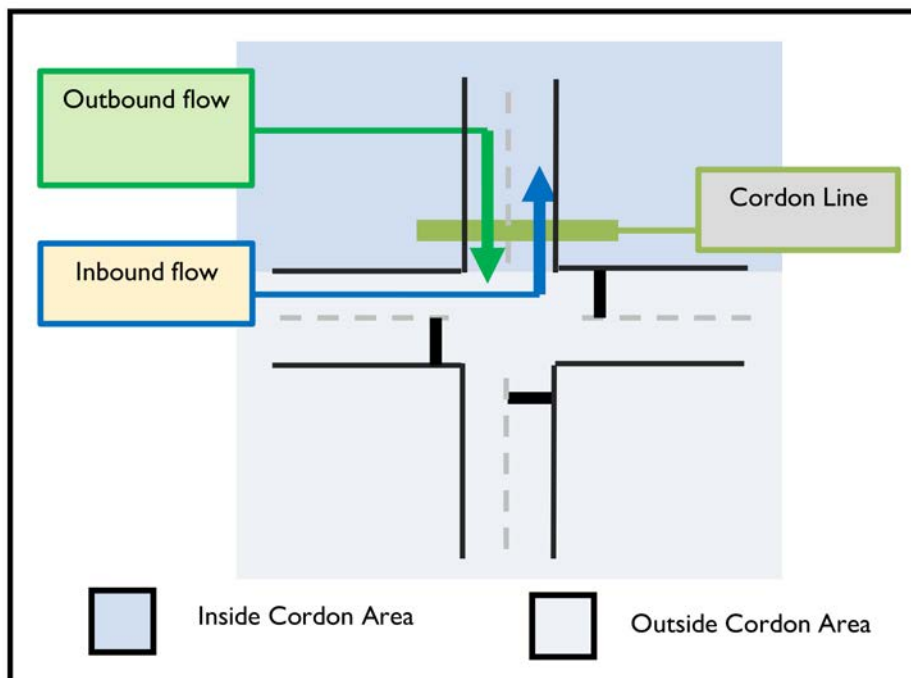 Outbound flow
Cordon Line
Inbound flow
Inside Cordon Area
Outside Cordon Area